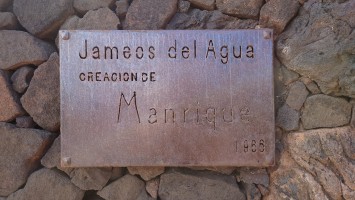 Jameos del Agua
CREACION DE
Manrique
1966